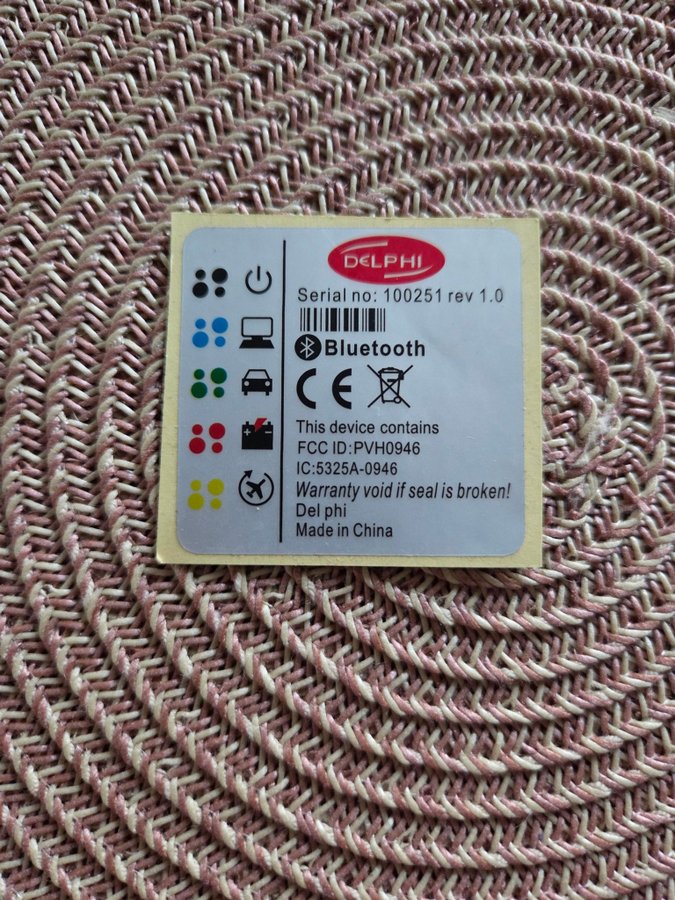 DELPHI
Serial no: 100251 rev 1.0
Bluetooth
CE
This device contains
FCC ID:PVH0946
IC:5325A-0946
Warranty void if seal is broken!
Del phi
Made in China